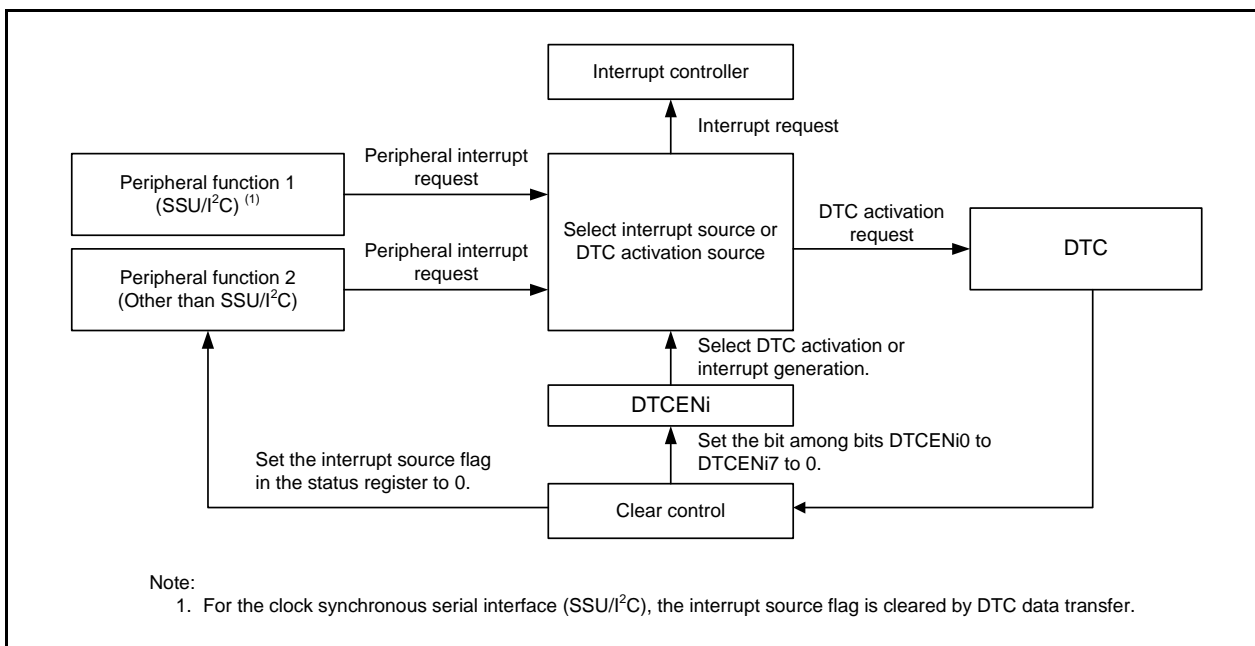 Interrupt controller
Interrupt request
Peripheral function 1
(SSU/I²C) (1)
Peripheral interrupt
request
Peripheral function 2
(Other than SSU/I²C)
Peripheral interrupt
request
Select interrupt source or
DTC activation source
DTC activation
request
DTC
Select DTC activation or
interrupt generation.
DTCENi
Set the bit among bits DTCENi0 to
DTCENi7 to 0.
Set the interrupt source flag
in the status register to 0.
Clear control
Note:
1. For the clock synchronous serial interface (SSU/I²C), the interrupt source flag is cleared by DTC data transfer.